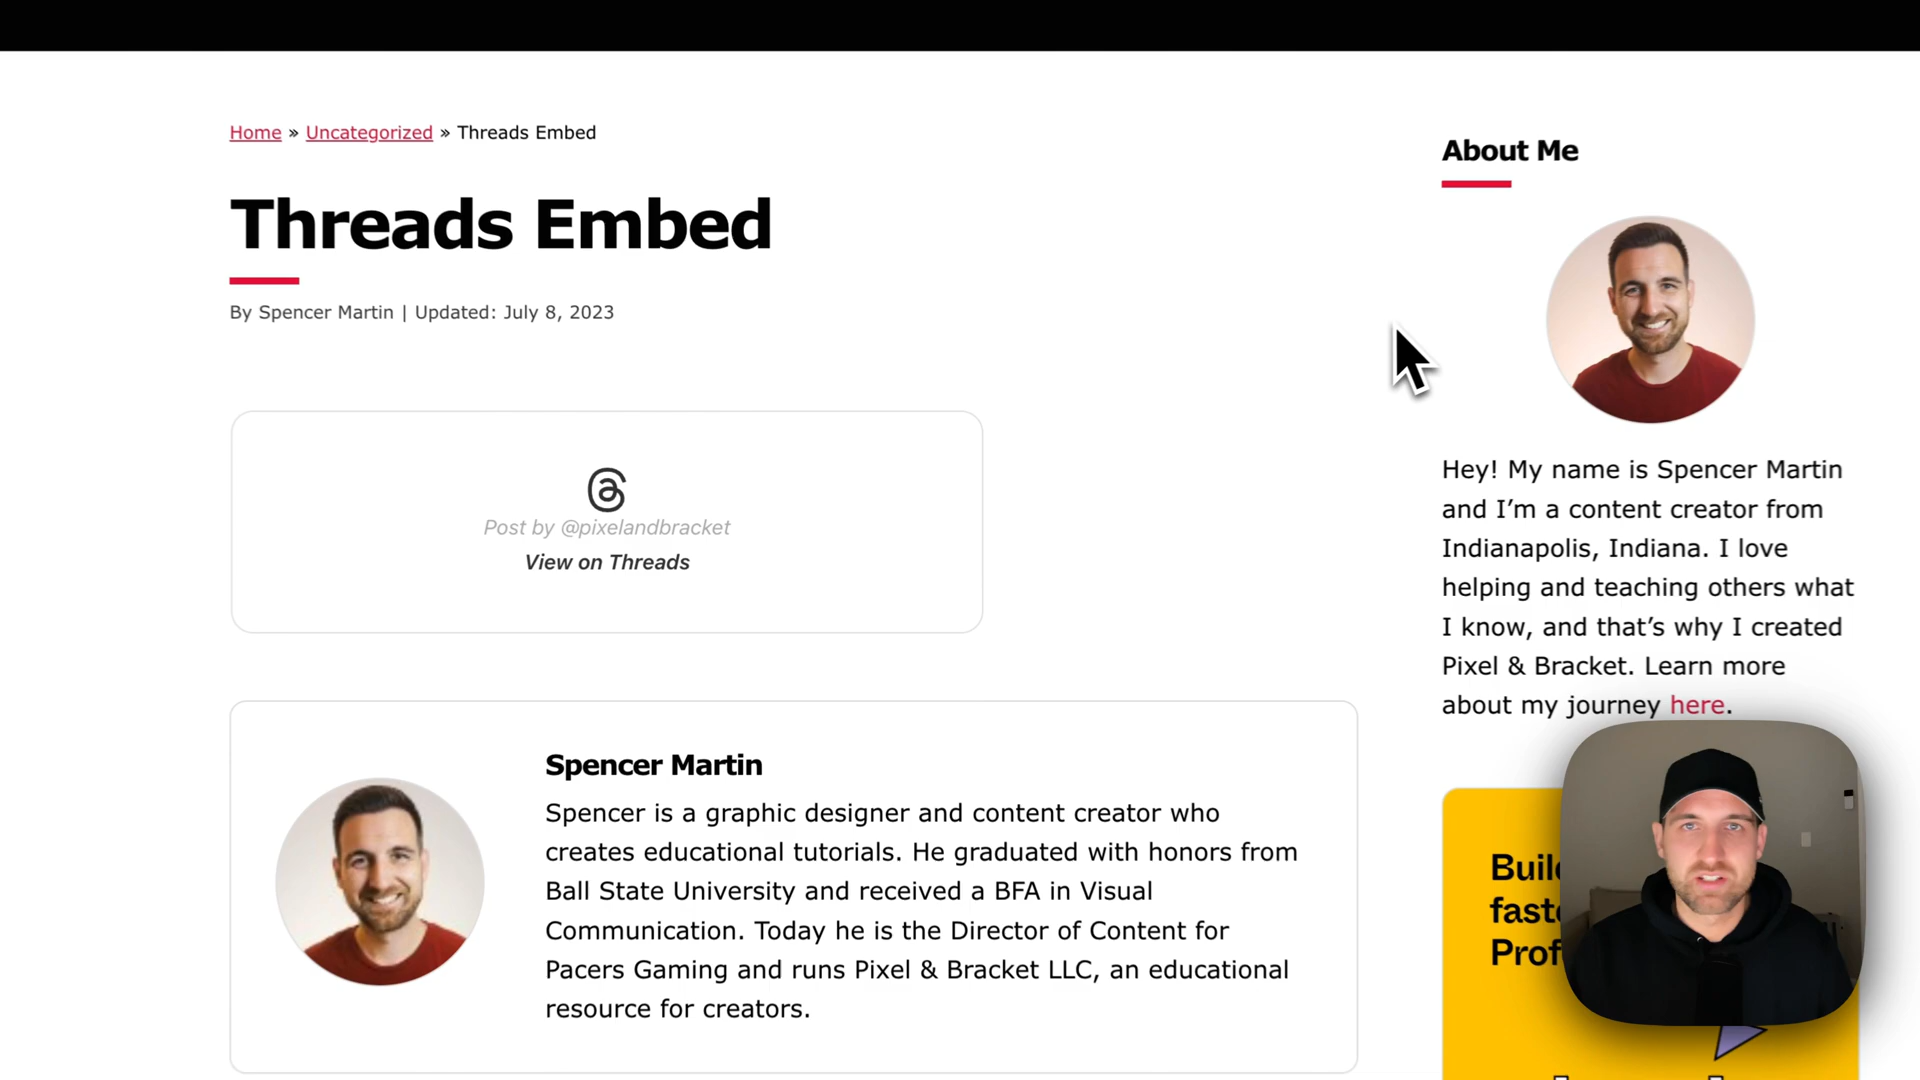 Home » Uncategorized » Threads Embed
Threads Embed
By Spencer Martin | Updated: July 8, 2023
Post by @pixelandbracket
View on Threads
Spencer Martin
Spencer is a graphic designer and content creator who
creates educational tutorials. He graduated with honors from
Ball State University and received a BFA in Visual
Communication. Today he is the Director of Content for
Pacers Gaming and runs Pixel & Bracket LLC, an educational
resource for creators.
About Me
Hey! My name is Spencer Martin
and I’m a content creator from
Indianapolis, Indiana. I love
helping and teaching others what
I know, and that’s why I created
Pixel & Bracket. Learn more
about my journey here.